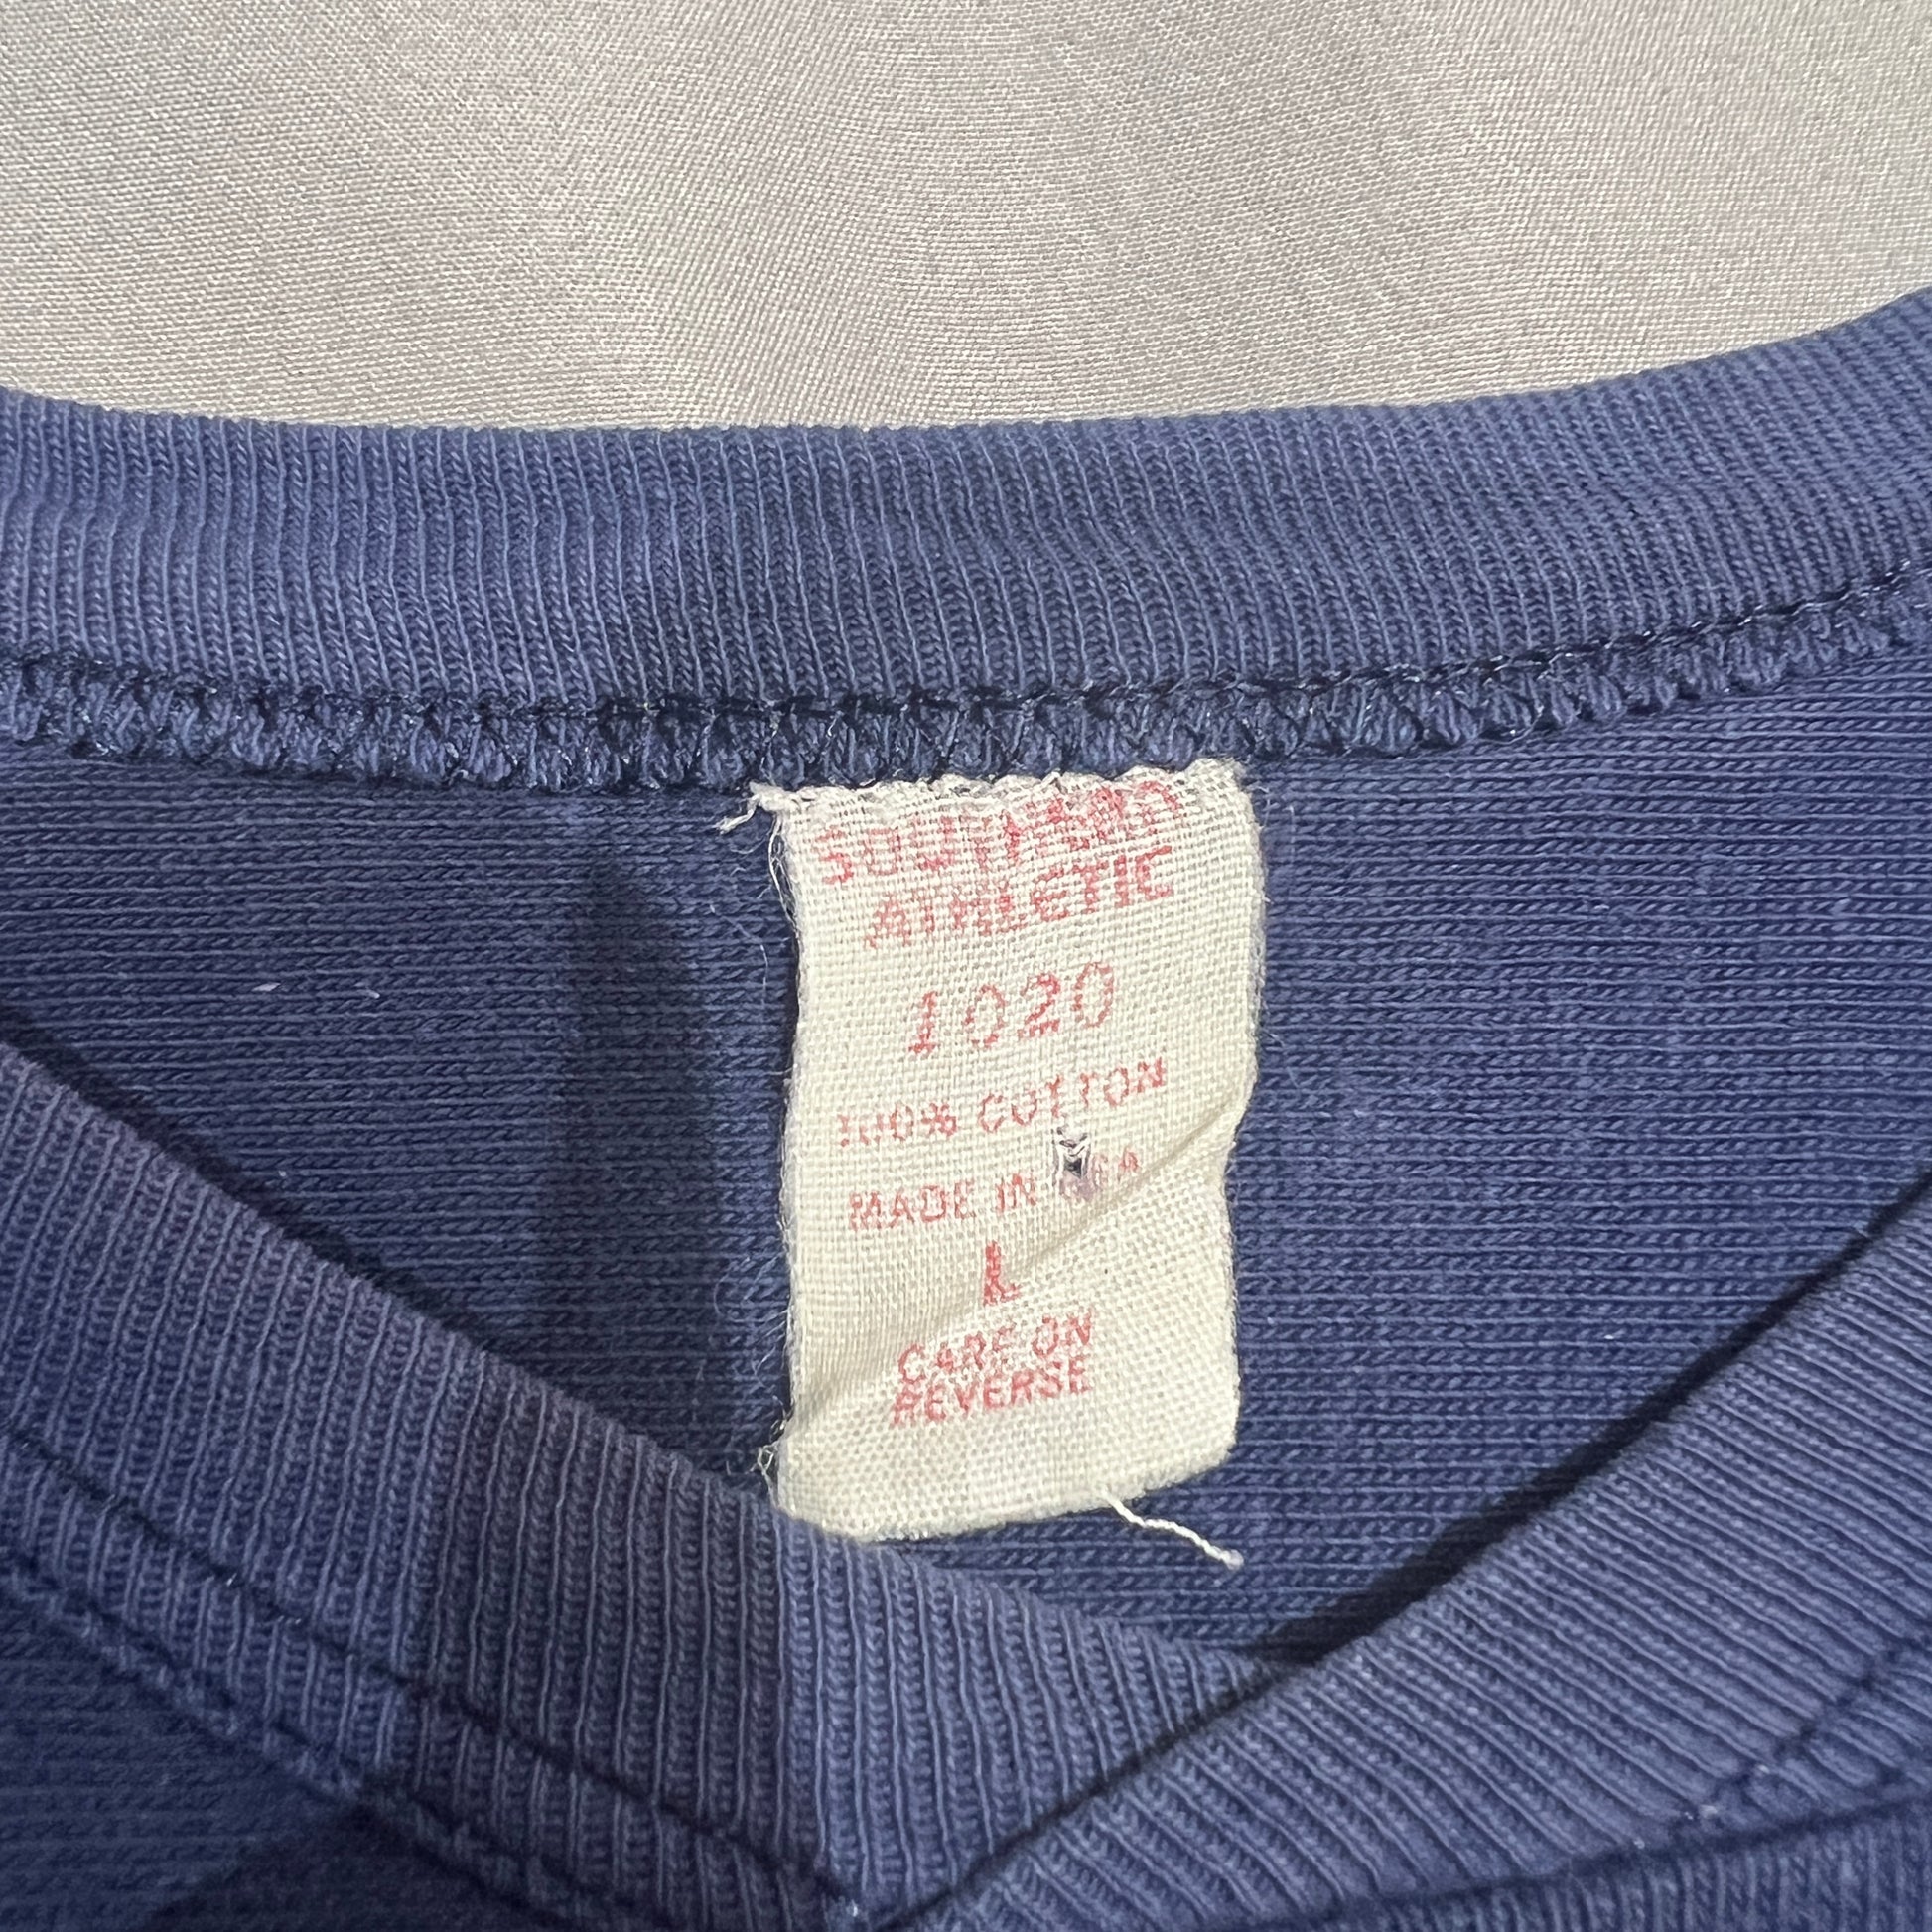 SOUTHERN
ATHLETIC
1020
100% COTTON
MADE IN USA
L
CARE ON
REVERSE